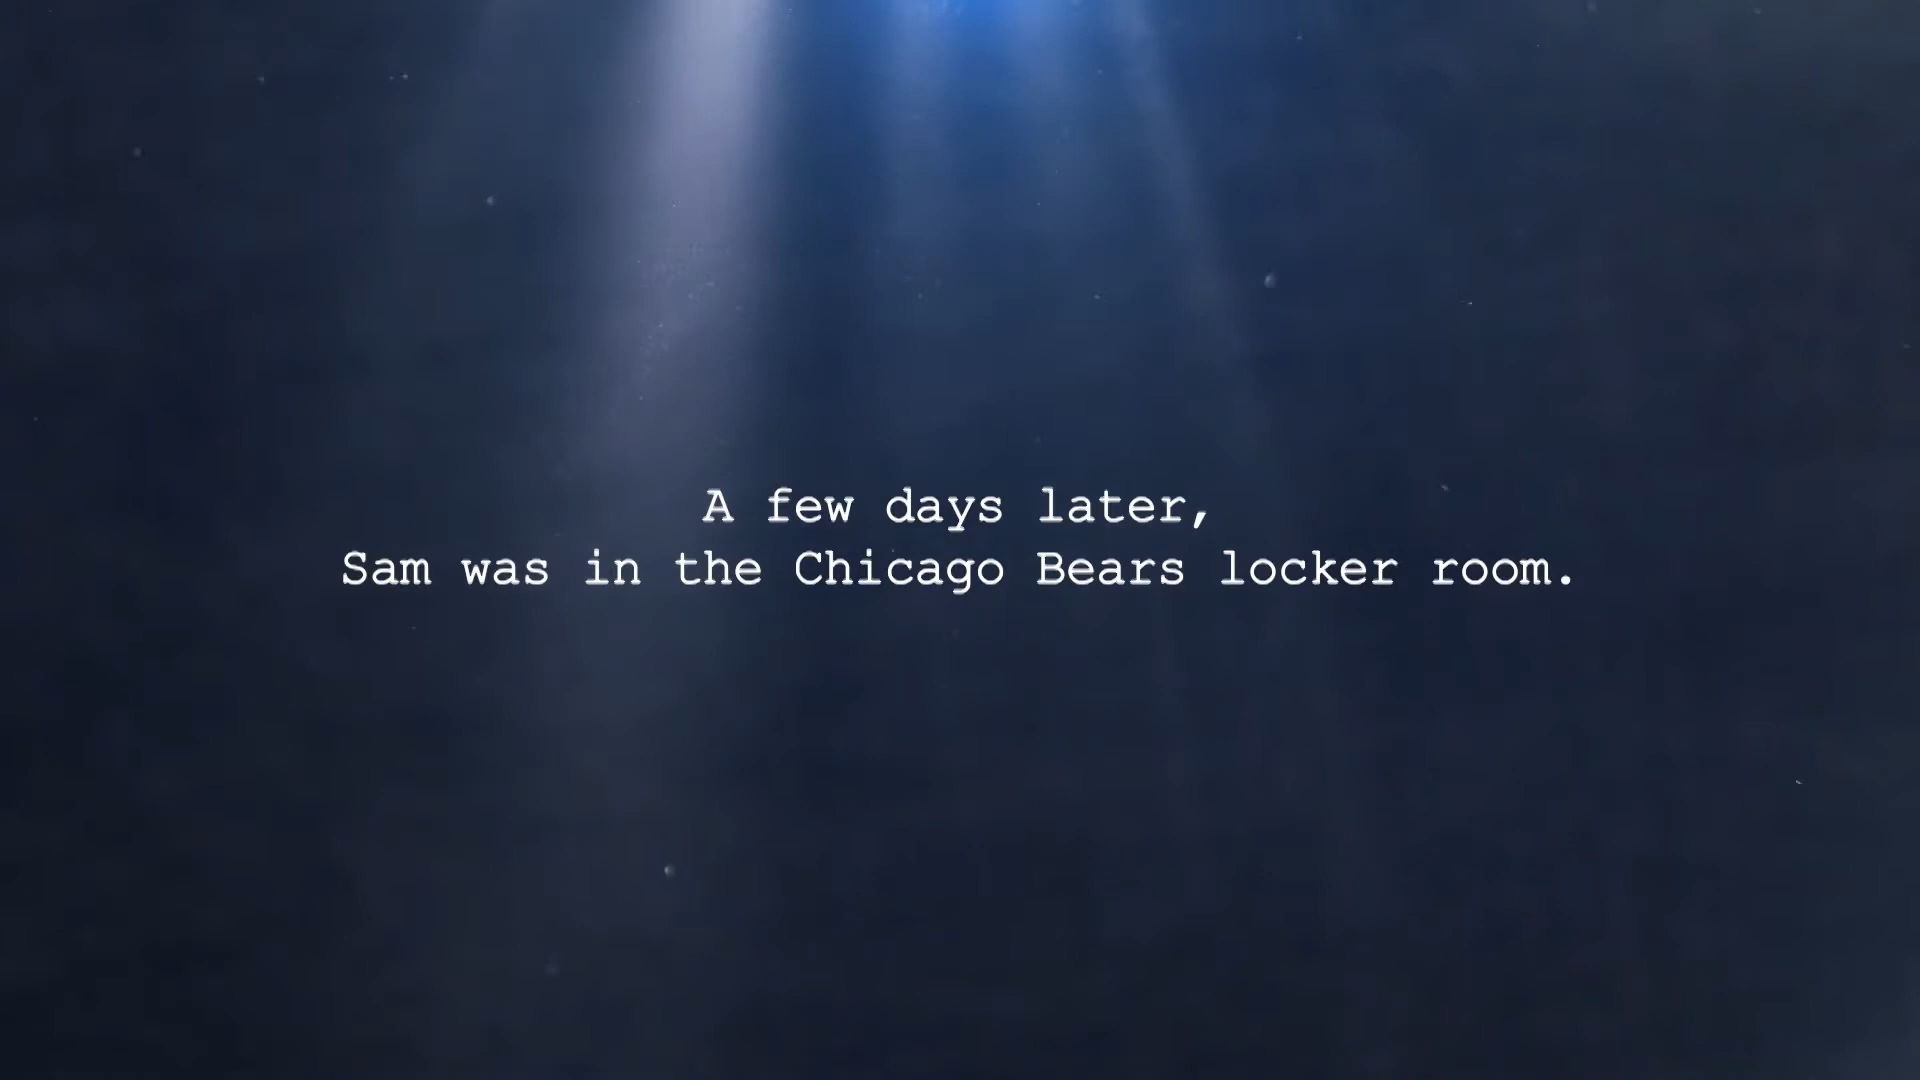 A few days later,
Sam was in the Chicago Bears locker room.